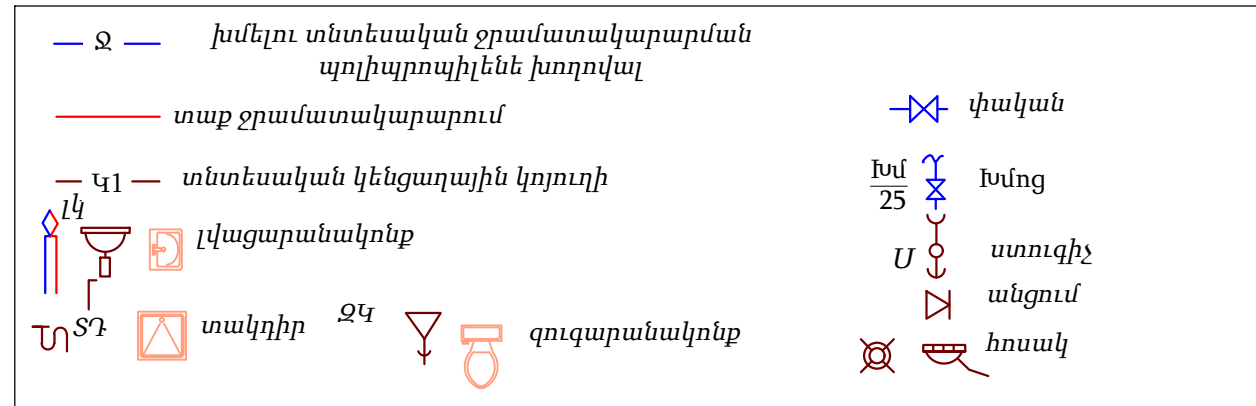 Ջ խմելու տնտեսական ջրամատակարարման
պոլիպրոպիլենե խողովալ
տաք ջրամատակարարում
փական
Կ1 տնտեսական կենցաղային կոյուղի
Խմ
25
Խմոց
լկ
լվացարանակոնք
Ս ստուգիչ
անցում
ՏԴ տակդիր
ԶԿ զուգարանակոնք
հոսակ